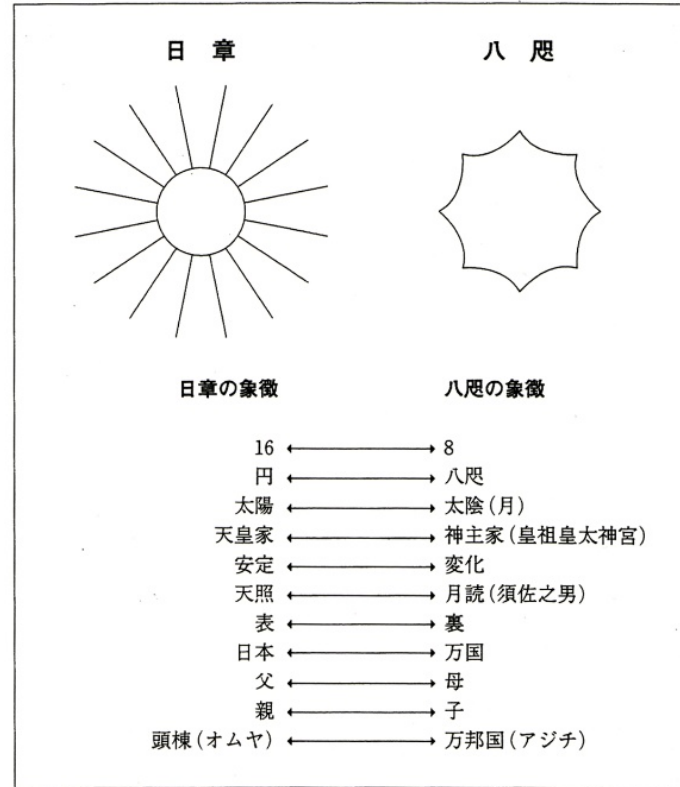 日章 八咫
日章の象徴 八咫の象徴
16 ⟷ 8
円 ⟷ 八咫
太陽 ⟷ 太陰(月)
天皇家 ⟷ 神主家(皇祖皇太神宮)
安定 ⟷ 変化
天照 ⟷ 月読(須佐之男)
表 ⟷ 裏
日本 ⟷ 万国
父 ⟷ 母
親 ⟷ 子
頭棟(オムヤ) ⟷ 万邦国(アジチ)